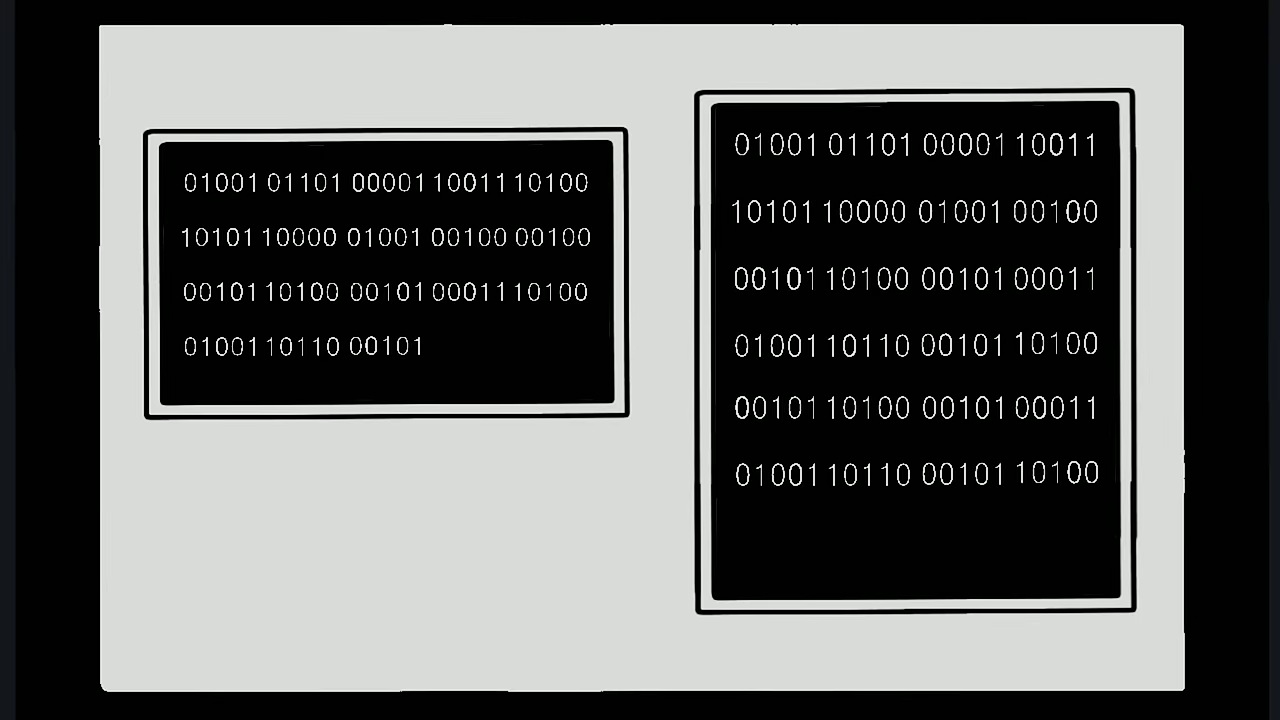 01001 01101 00001 10011 10100
10101 10000 01001 00100 00100
00101 10100 00101 00011 10100
01001 10110 00101
01001 01101 00001 10011
10101 10000 01001 00100
00101 10100 00101 00011
01001 10110 00101 10100
00101 10100 00101 00011
01001 10110 00101 10100